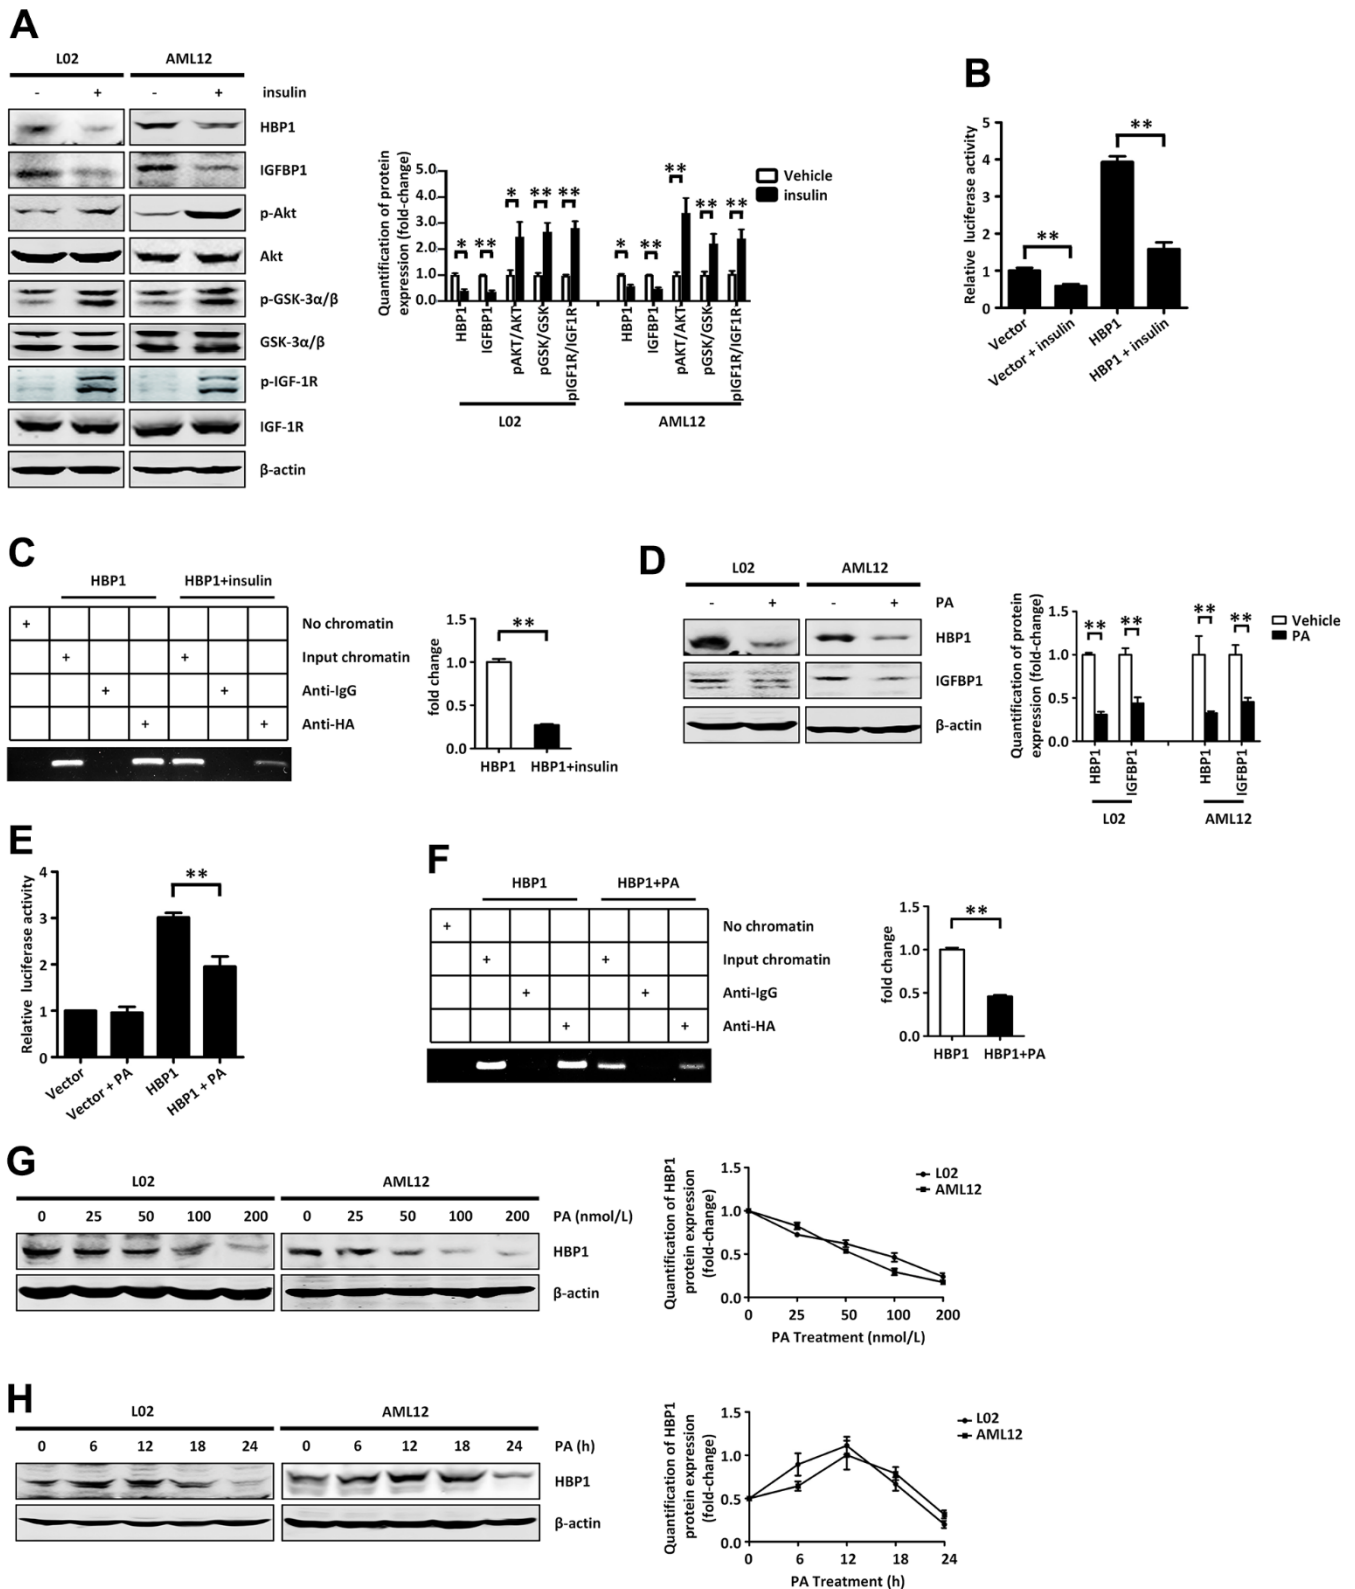 A
L02 AML12
- + - + insulin
HBP1
IGFBP1
p-Akt
Akt
p-GSK-3α/β
GSK-3α/β
p-IGF-1R
IGF-1R
β-actin
Quantification of protein
expression (fold-change)
5.0
4.0
3.0
2.0
1.0
0.0
* ** * ** ** * ** ** ** **
Vehicle
insulin
HBP1 IGFBP1 pAKT/AKT pGSK/GSK pIGF1R/IGF1R HBP1 IGFBP1 pAKT/AKT pGSK/GSK pIGF1R/IGF1R
L02 AML12
B
Relative luciferase activity
5
4
3
2
1
0
** **
Vector Vector + insulin HBP1 HBP1 + insulin
C
HBP1 HBP1+insulin
+ No chromatin
+ + Input chromatin
+ + Anti-IgG
+ + Anti-HA
fold change
1.5
1.0
0.5
0.0
**
HBP1 HBP1+insulin
D
L02 AML12
- + - + PA
HBP1
IGFBP1
β-actin
Quantification of protein
expression (fold-change)
1.5
1.0
0.5
0.0
** ** ** **
Vehicle
PA
HBP1 IGFBP1 HBP1 IGFBP1
L02 AML12
E
Relative luciferase activity
4
3
2
1
0
**
Vector Vector + PA HBP1 HBP1 + PA
F
HBP1 HBP1+PA
+ No chromatin
+ + Input chromatin
+ + Anti-IgG
+ + Anti-HA
fold change
1.5
1.0
0.5
0.0
**
HBP1 HBP1+PA
G
L02 AML12
0 25 50 100 200 0 25 50 100 200 PA (nmol/L)
HBP1
β-actin
Quantification of HBP1
protein expression
(fold-change)
1.5
1.0
0.5
0.0
L02
AML12
0 25 50 100 200
PA Treatment (nmol/L)
H
L02 AML12
0 6 12 18 24 0 6 12 18 24 PA (h)
HBP1
β-actin
Quantification of HBP1
protein expression
(fold-change)
1.5
1.0
0.5
0.0
L02
AML12
0 6 12 18 24
PA Treatment (h)